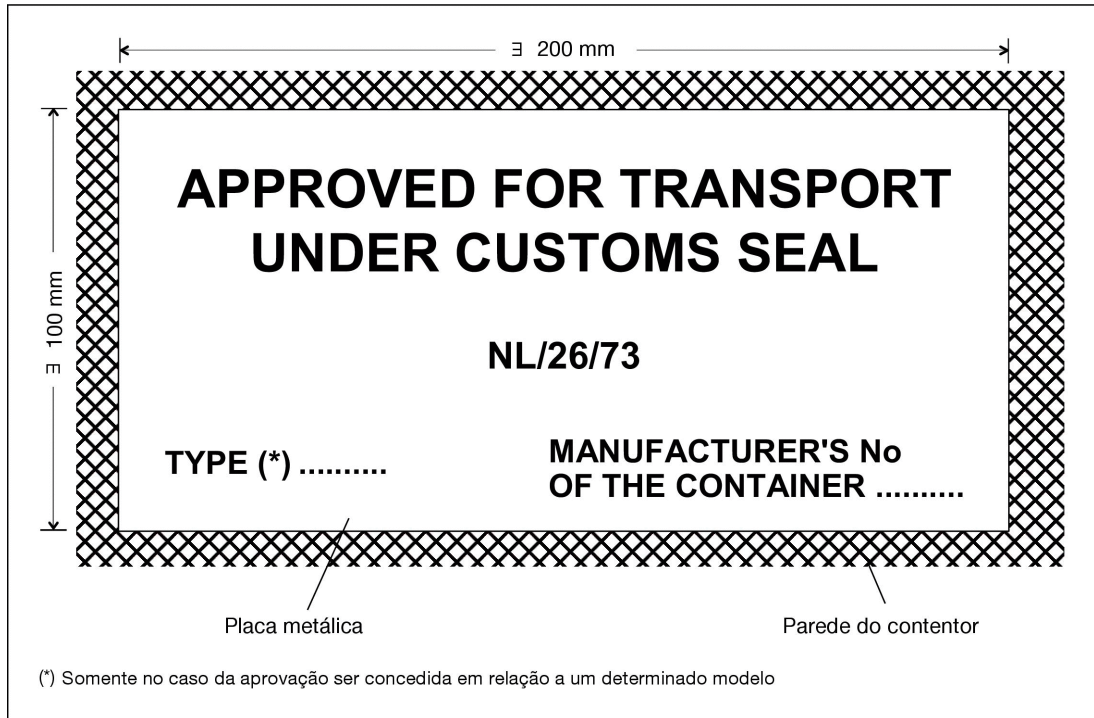 ∃ 200 mm
∃ 100 mm
APPROVED FOR TRANSPORT
UNDER CUSTOMS SEAL
NL/26/73
TYPE (*) ..........
MANUFACTURER'S No
OF THE CONTAINER ..........
Placa metálica
Parede do contentor
(*) Somente no caso da aprovação ser concedida em relação a um determinado modelo